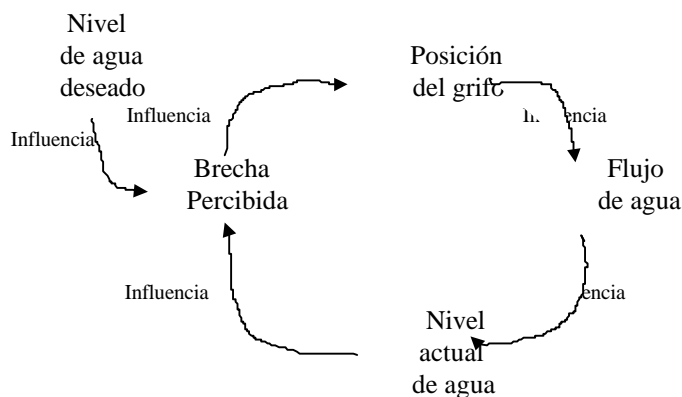 Nivel
de agua
deseado
Posición
del grifo
Influencia
Influencia
Brecha
Percibida
Flujo
de agua
Influencia
Nivel
actual
de agua